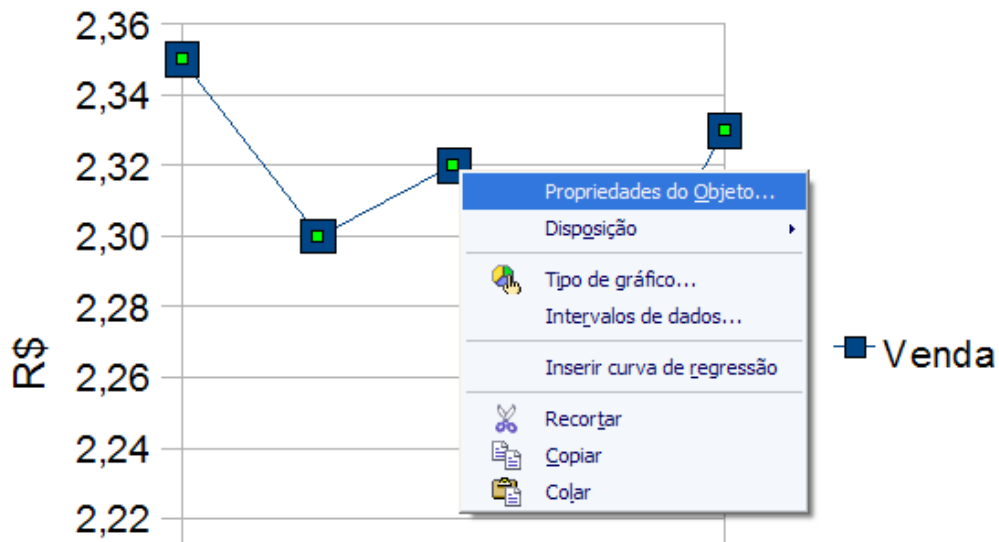 2,36
2,34
2,32
2,30
2,28
2,26
2,24
2,22
R$
Propriedades do Objeto...
Disposição
Tipo de gráfico...
Intervalos de dados...
Inserir curva de regressão
Recortar
Copiar
Colar
Venda